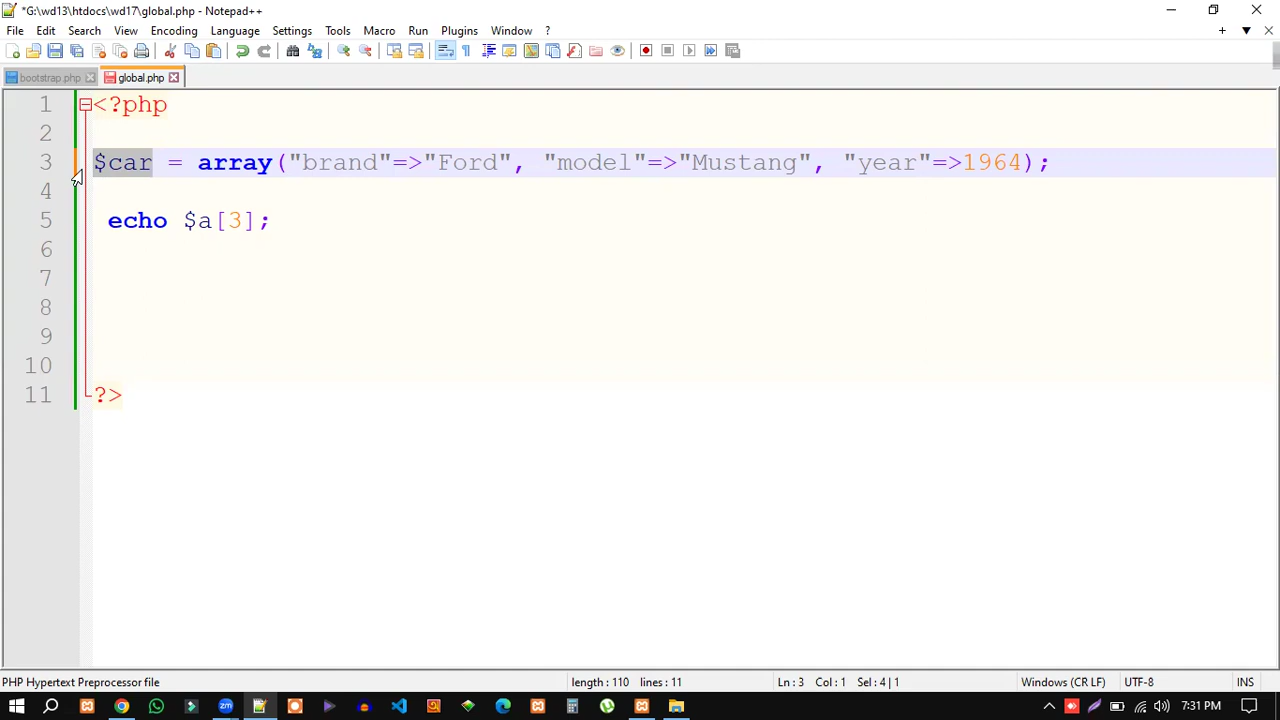 *G:\wd13\htdocs\wd17\global.php - Notepad++
File Edit Search View Encoding Language Settings Tools Macro Run Plugins Window ?
bootstrap.php global.php
1 <?php
2
3 $car = array("brand"=>"Ford", "model"=>"Mustang", "year"=>1964);
4
5 echo $a[3];
6
7
8
9
10
11 ?>
PHP Hypertext Preprocessor file length : 110 lines : 11 Ln : 3 Col : 1 Sel : 4 | 1 Windows (CR LF) UTF-8 INS
7:31 PM